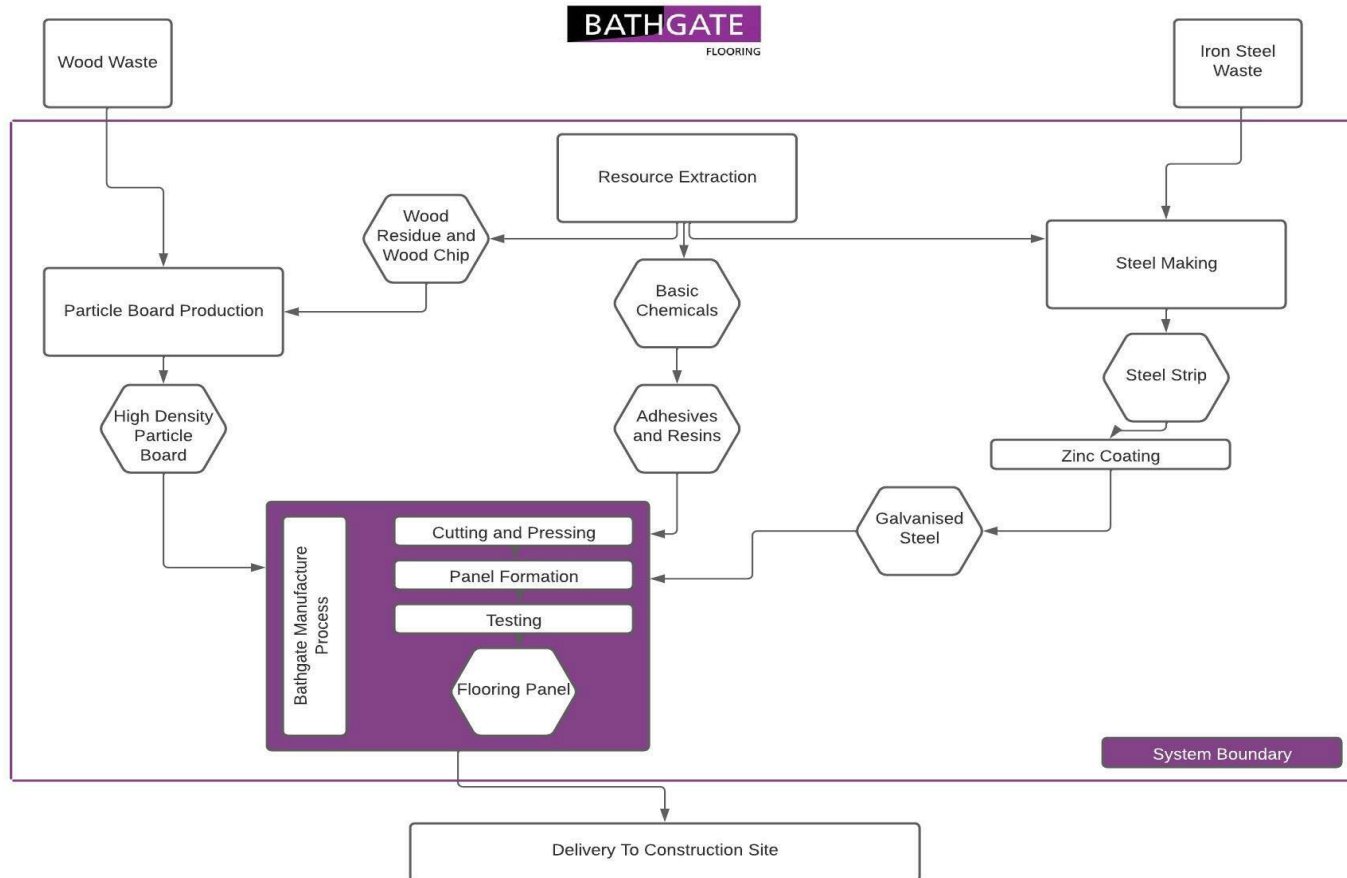 BATHGATE
FLOORING
Wood Waste
Iron Steel
Waste
Resource Extraction
Wood
Residue and
Wood Chip
Steel Making
Particle Board Production
Basic
Chemicals
Steel Strip
High Density
Particle
Board
Adhesives
and Resins
Zinc Coating
Galvanised
Steel
Bathgate Manufacture
Process
Cutting and Pressing
Panel Formation
Testing
Flooring Panel
System Boundary
Delivery To Construction Site